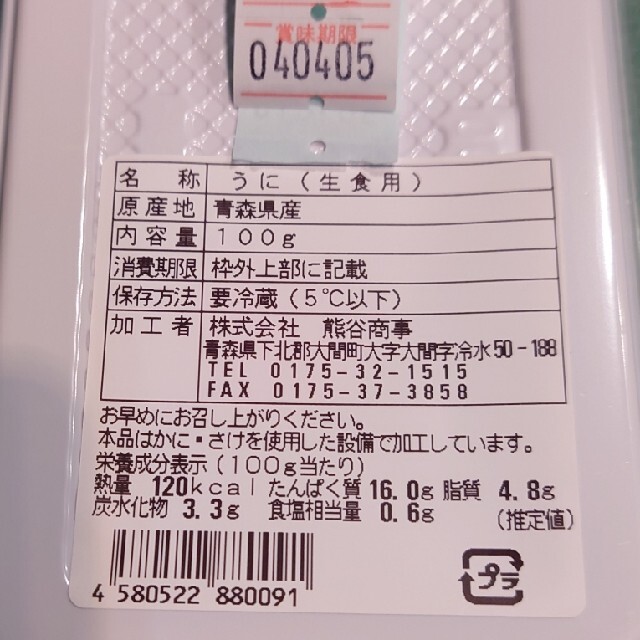 賞味期限
040405
名称 うに(生食用)
原産地 青森県産
内容量 100g
消費期限 枠外上部に記載
保存方法 要冷蔵(5℃以下)
加工者 株式会社 熊谷商事
青森県下北郡大間町大字大間字冷水50-188
TEL 0175-32-1515
FAX 0175-37-3858
お早めにお召し上がりください。
本品はかに・さけを使用した設備で加工しています。
栄養成分表示(100g当たり)
熱量 120kcal たんぱく質 16.0g 脂質 4.8g
炭水化物 3.3g 食塩相当量 0.6g (推定値)
4 580522 880091
プラ